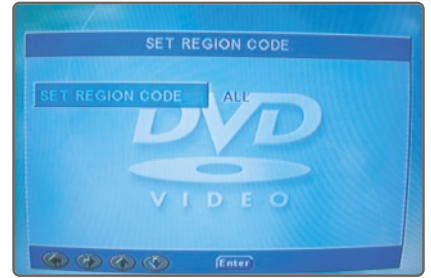 SET REGION CODE
SET REGION CODE ALL
DVD
VIDEO
Enter